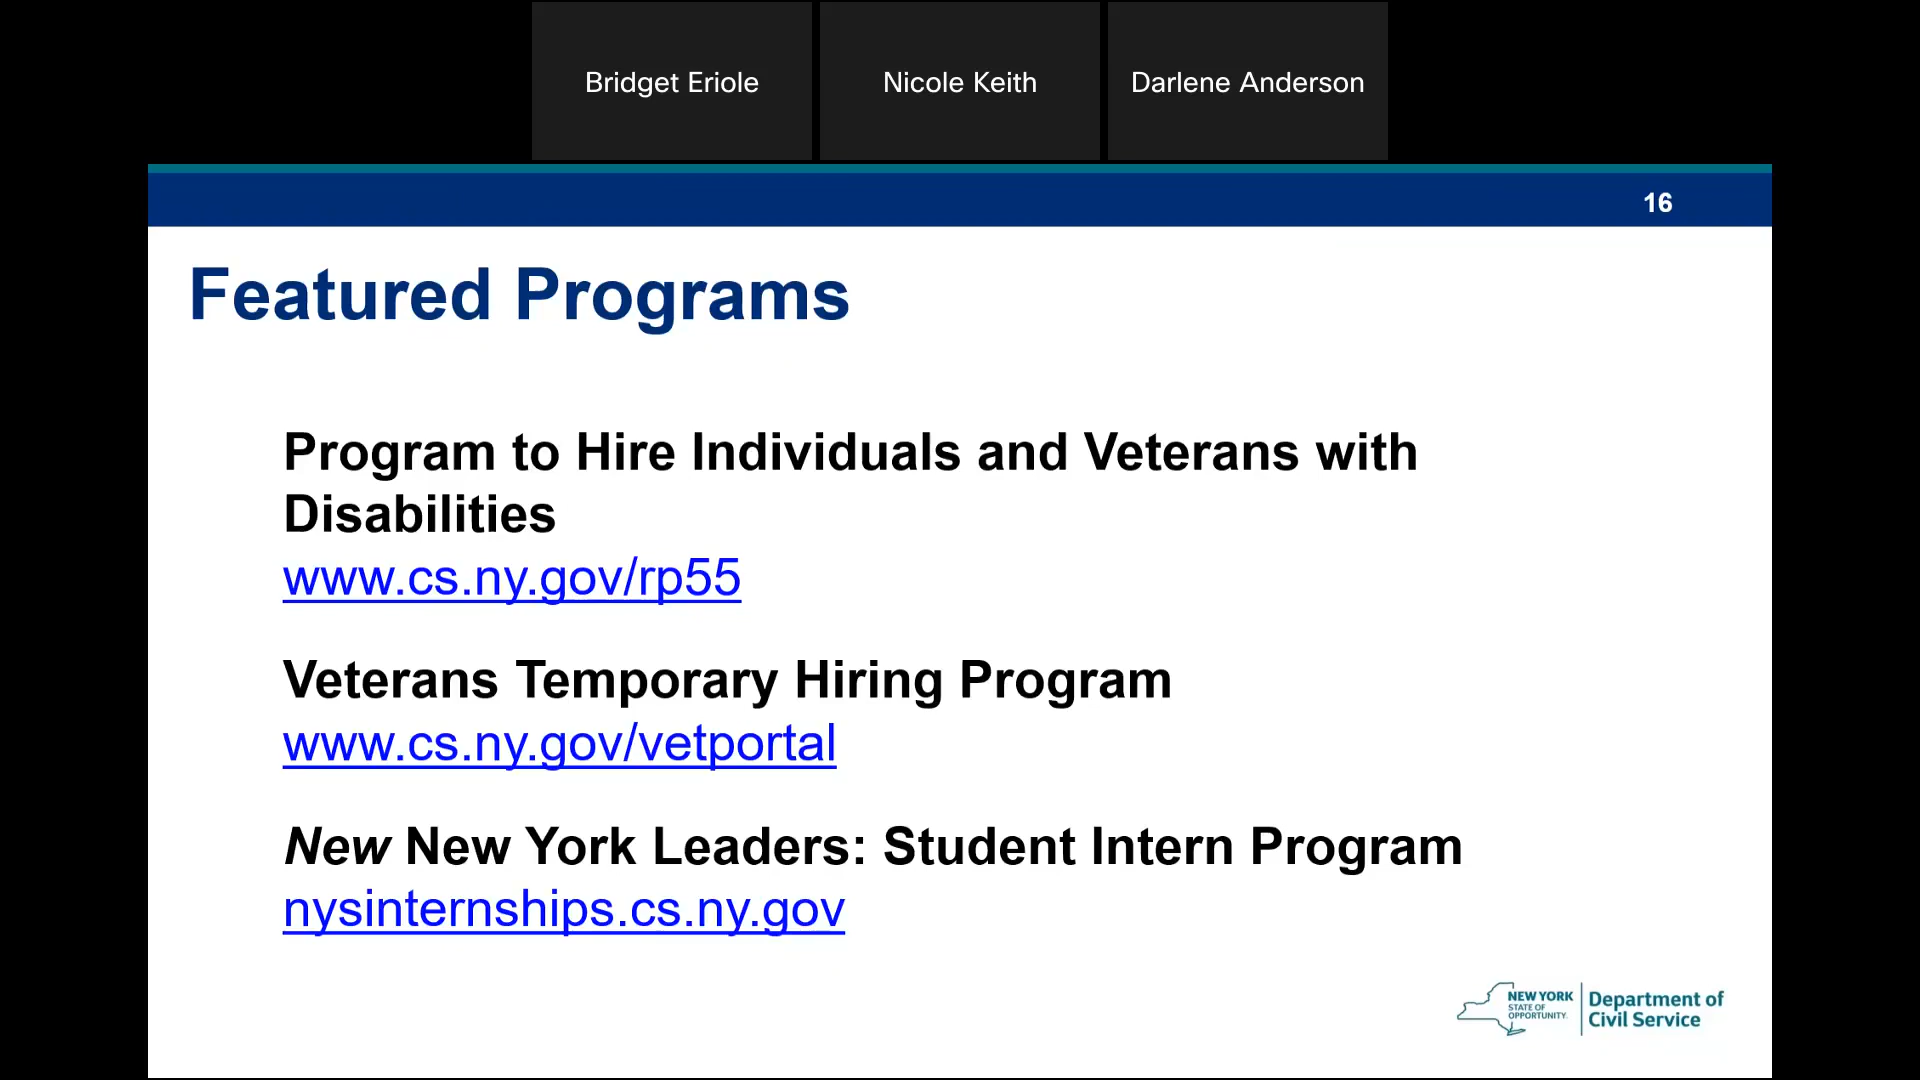 Bridget Eriole
Nicole Keith
Darlene Anderson
16
Featured Programs
Program to Hire Individuals and Veterans with
Disabilities
www.cs.ny.gov/rp55
Veterans Temporary Hiring Program
www.cs.ny.gov/vetportal
New New York Leaders: Student Intern Program
nysinternships.cs.ny.gov
NEW YORK
STATE OF
OPPORTUNITY.
Department of
Civil Service